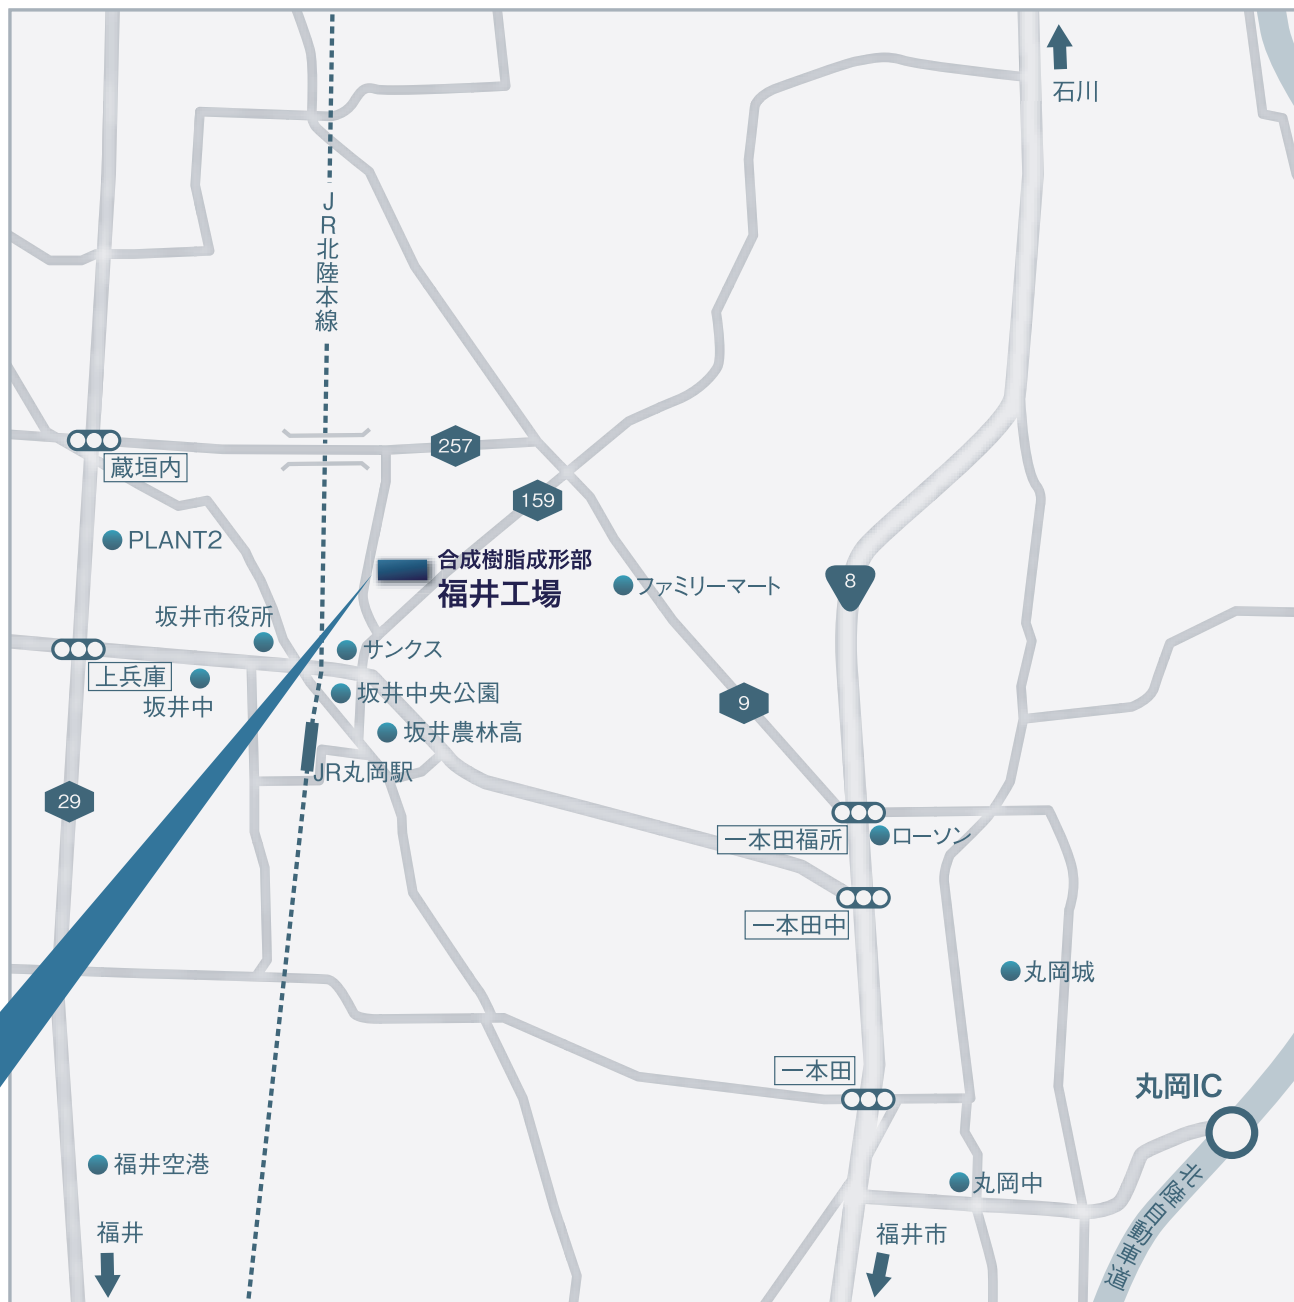 石川
JR北陸本線
257
蔵垣内
159
PLANT2
合成樹脂成形部
福井工場
8
ファミリーマート
坂井市役所
サンクス
上兵庫
坂井中
坂井中央公園
9
坂井農林高
JR丸岡駅
29
一本田福所
ローソン
一本田中
丸岡城
一本田
丸岡IC
福井空港
丸岡中
北陸自動車道
福井
福井市